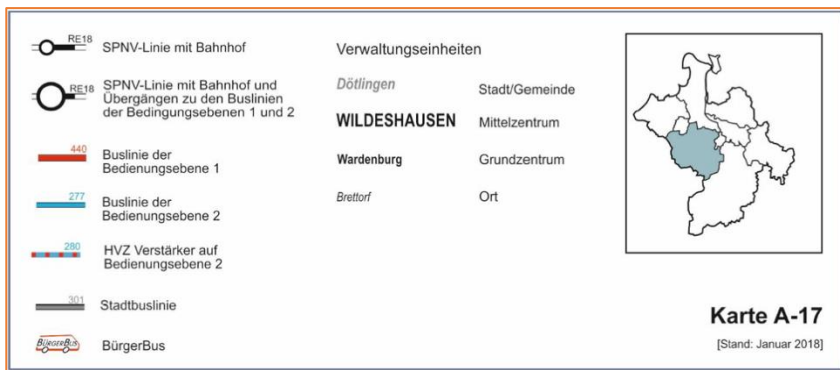 RE18
SPNV-Linie mit Bahnhof
RE18
SPNV-Linie mit Bahnhof und
Übergängen zu den Buslinien
der Bedingungsebenen 1 und 2
440
Buslinie der
Bedienungsebene 1
277
Buslinie der
Bedienungsebene 2
280
HVZ Verstärker auf
Bedienungsebene 2
301
Stadtbuslinie
BÜRGERBUS
BürgerBus
Verwaltungseinheiten
Dötlingen
Stadt/Gemeinde
WILDESHAUSEN
Mittelzentrum
Wardenburg
Grundzentrum
Brettorf
Ort
Karte A-17
[Stand: Januar 2018]